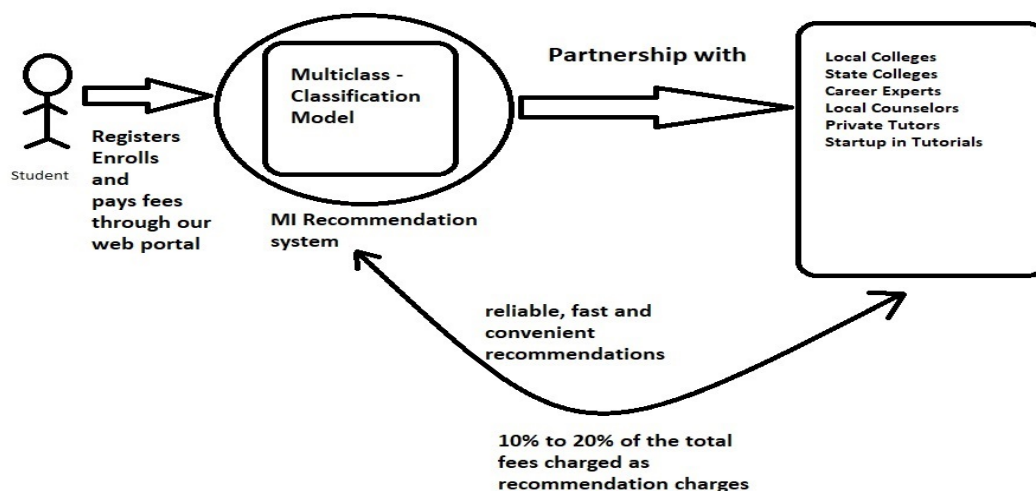 Student
Registers
Enrolls
and
pays fees
through our
web portal
Multiclass -
Classification
Model
MI Recommendation
system
Partnership with
Local Colleges
State Colleges
Career Experts
Local Counselors
Private Tutors
Startup in Tutorials
reliable, fast and
convenient
recommendations
10% to 20% of the total
fees charged as
recommendation charges